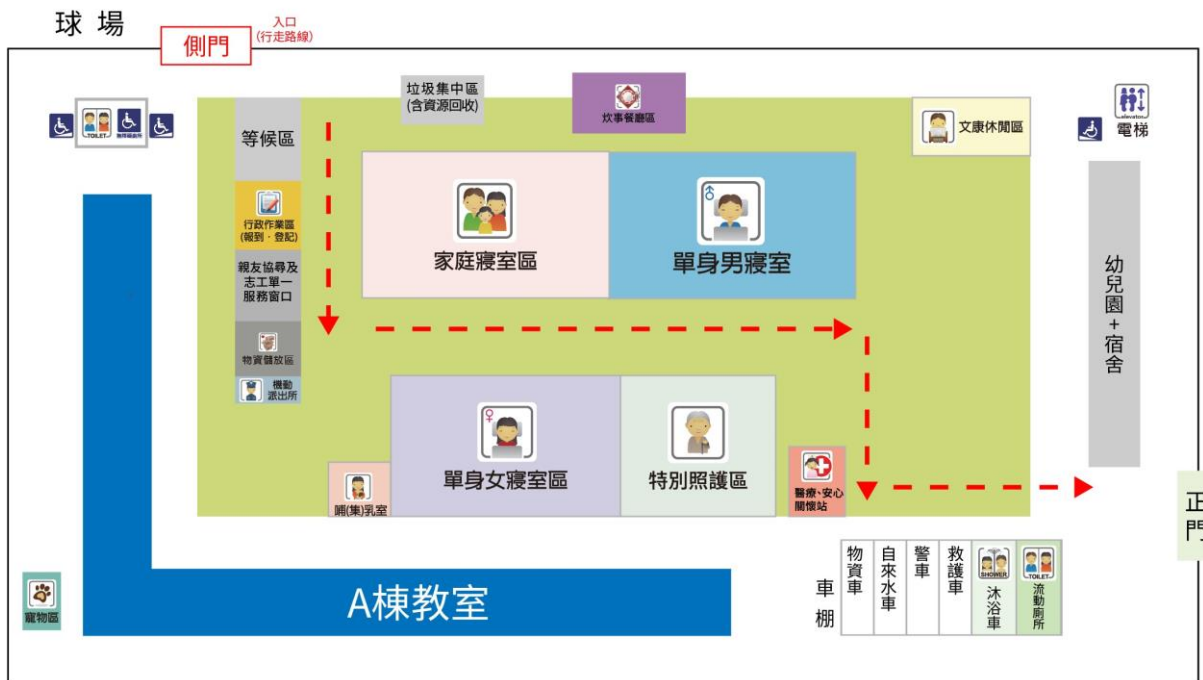 球 場
側門
入口
(行走路線)
TOILET
等候區
垃圾集中區
(含資源回收)
炊事餐廳區
文康休閒區
elevator
電梯
行政作業區
(報到．登記)
親友協尋及
志工單一
服務窗口
物資儲放區
機動
派出所
家庭寢室區
單身男寢室
幼兒園+宿舍
單身女寢室區
特別照護區
哺(集)乳室
醫療、安心
關懷站
正門
寵物區
A棟教室
車棚
物資車
自來水車
警車
救護車
SHOWER
沐浴車
TOILET
流動廁所